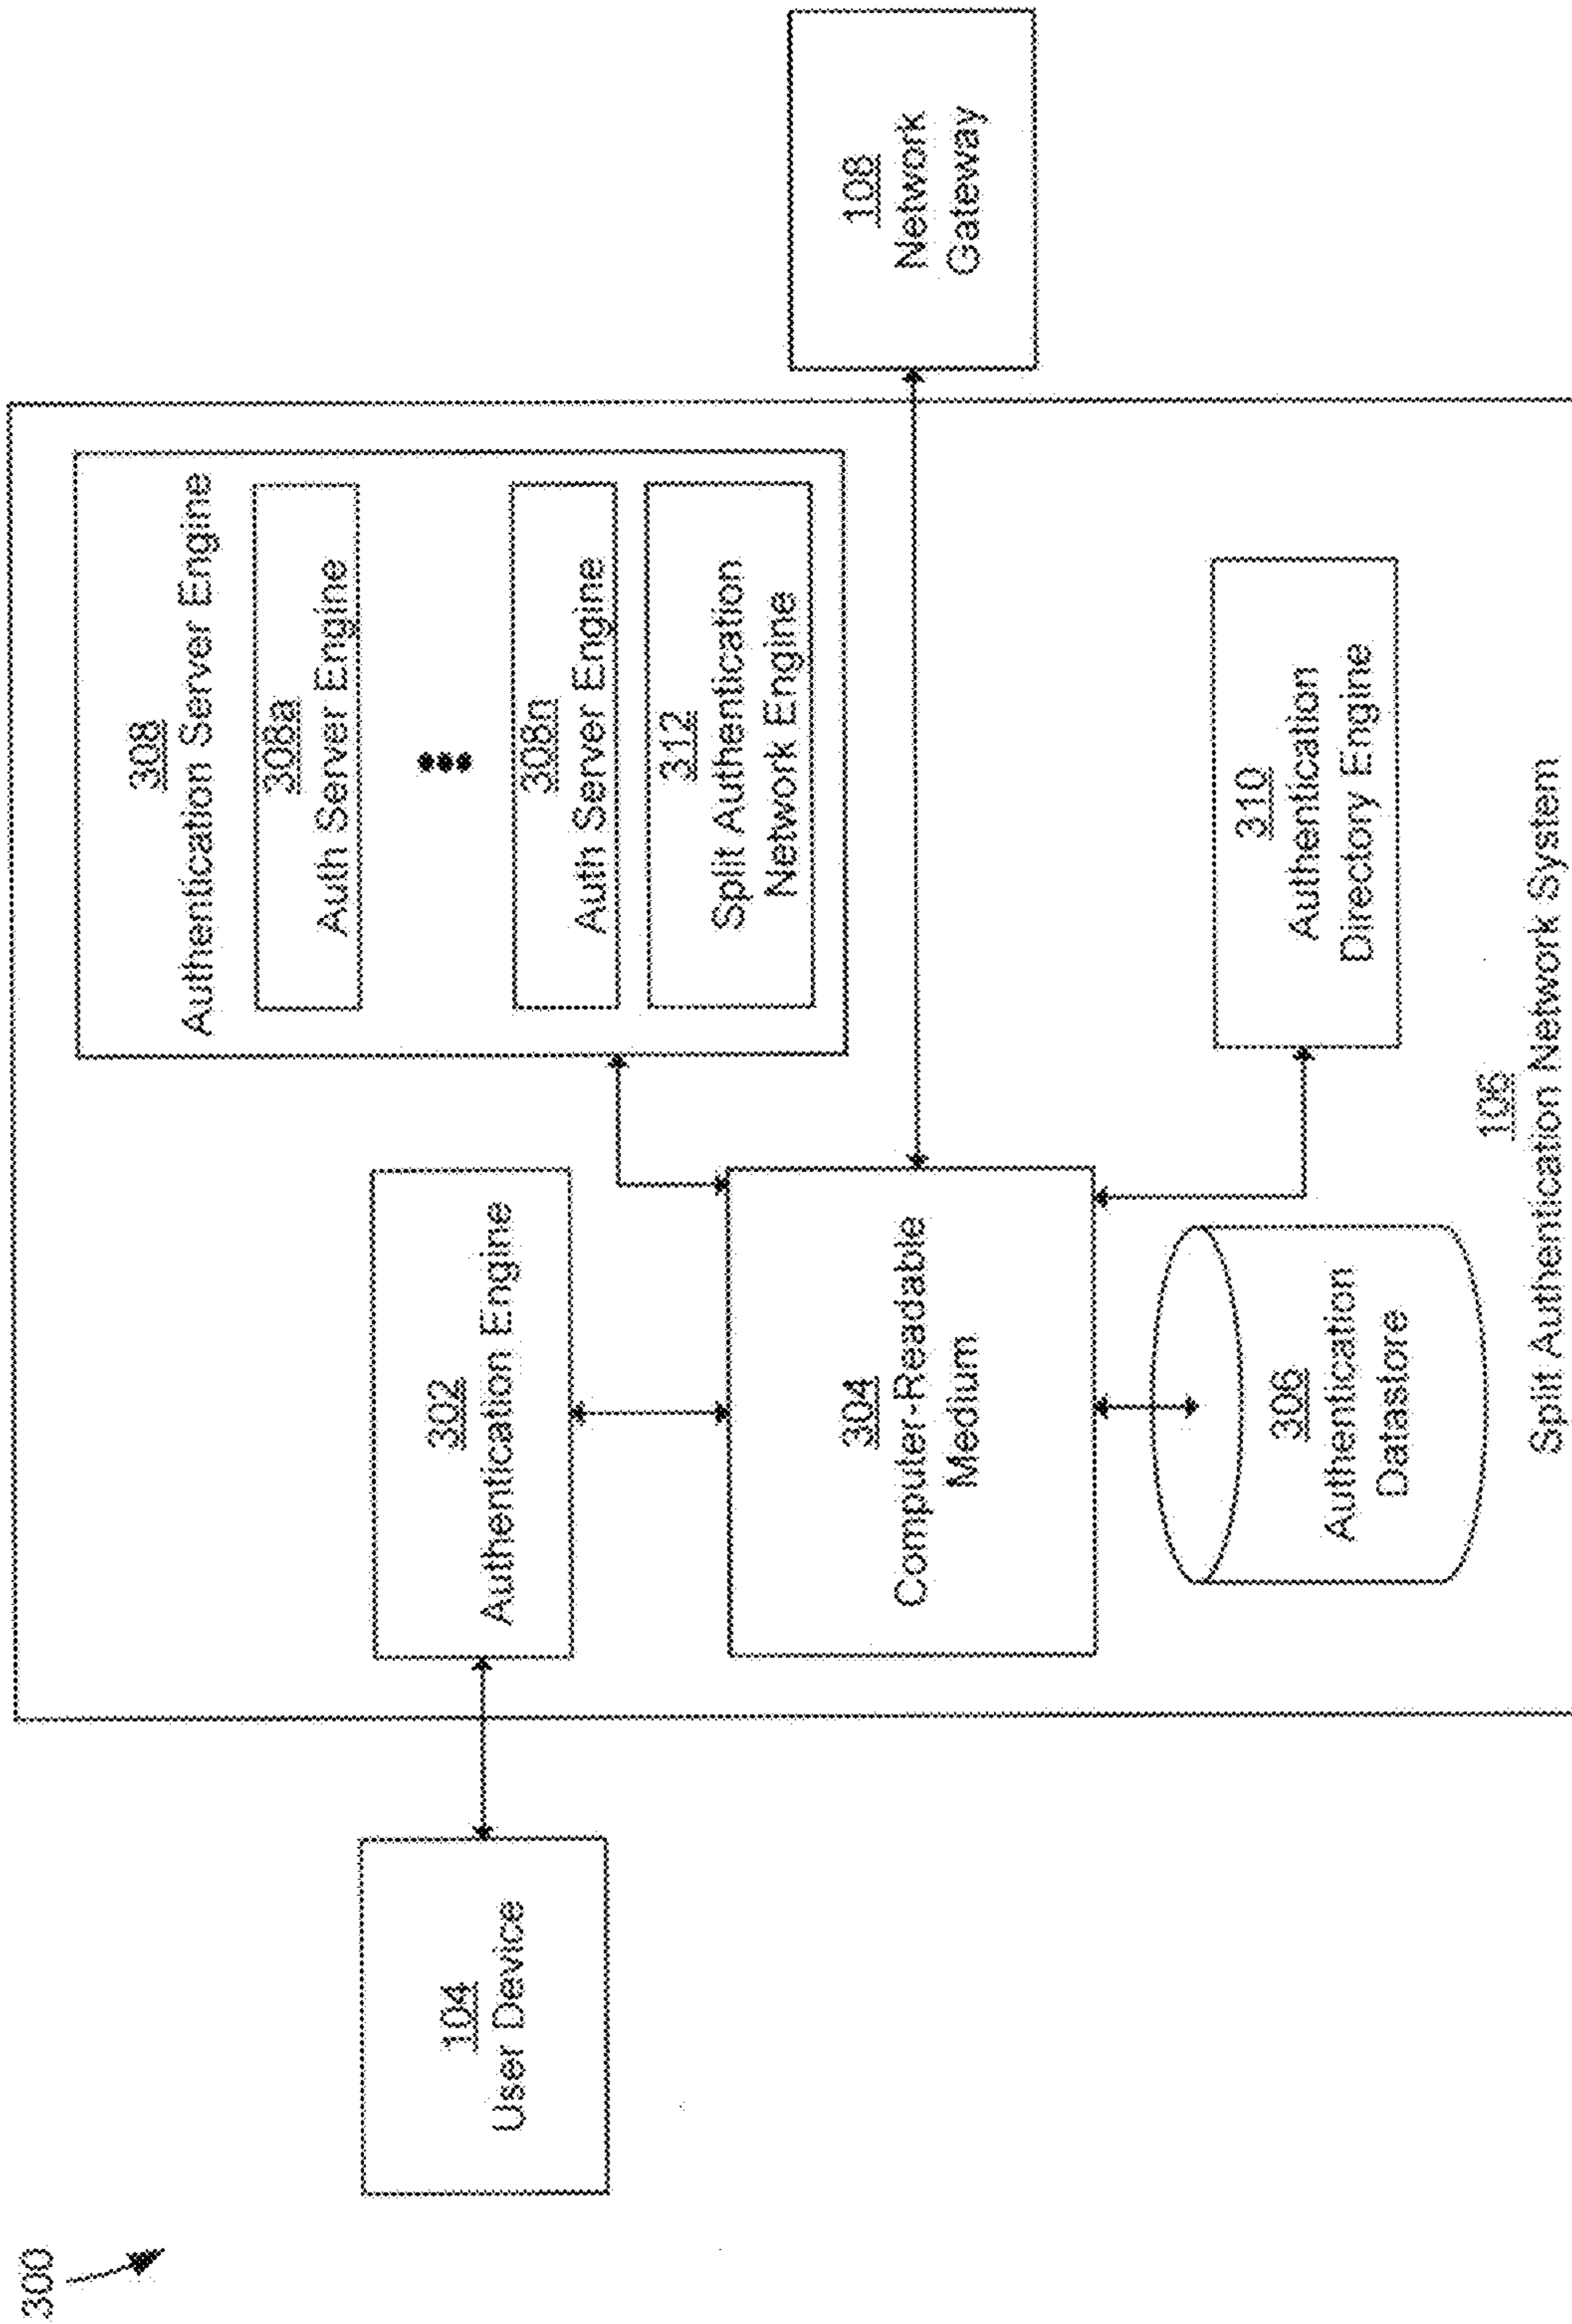 300
104
User Device
302
Authentication Engine
304
Computer-Readable
Medium
306
Authentication
Datastore
308
Authentication Server Engine
308a
Auth Server Engine
308n
Auth Server Engine
312
Split Authentication
Network Engine
310
Authentication
Directory Engine
106
Split Authentication Network System
108
Network
Gateway